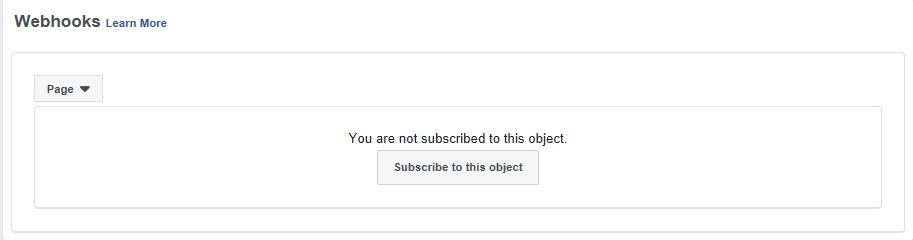 Webhooks Learn More
Page
You are not subscribed to this object.
Subscribe to this object